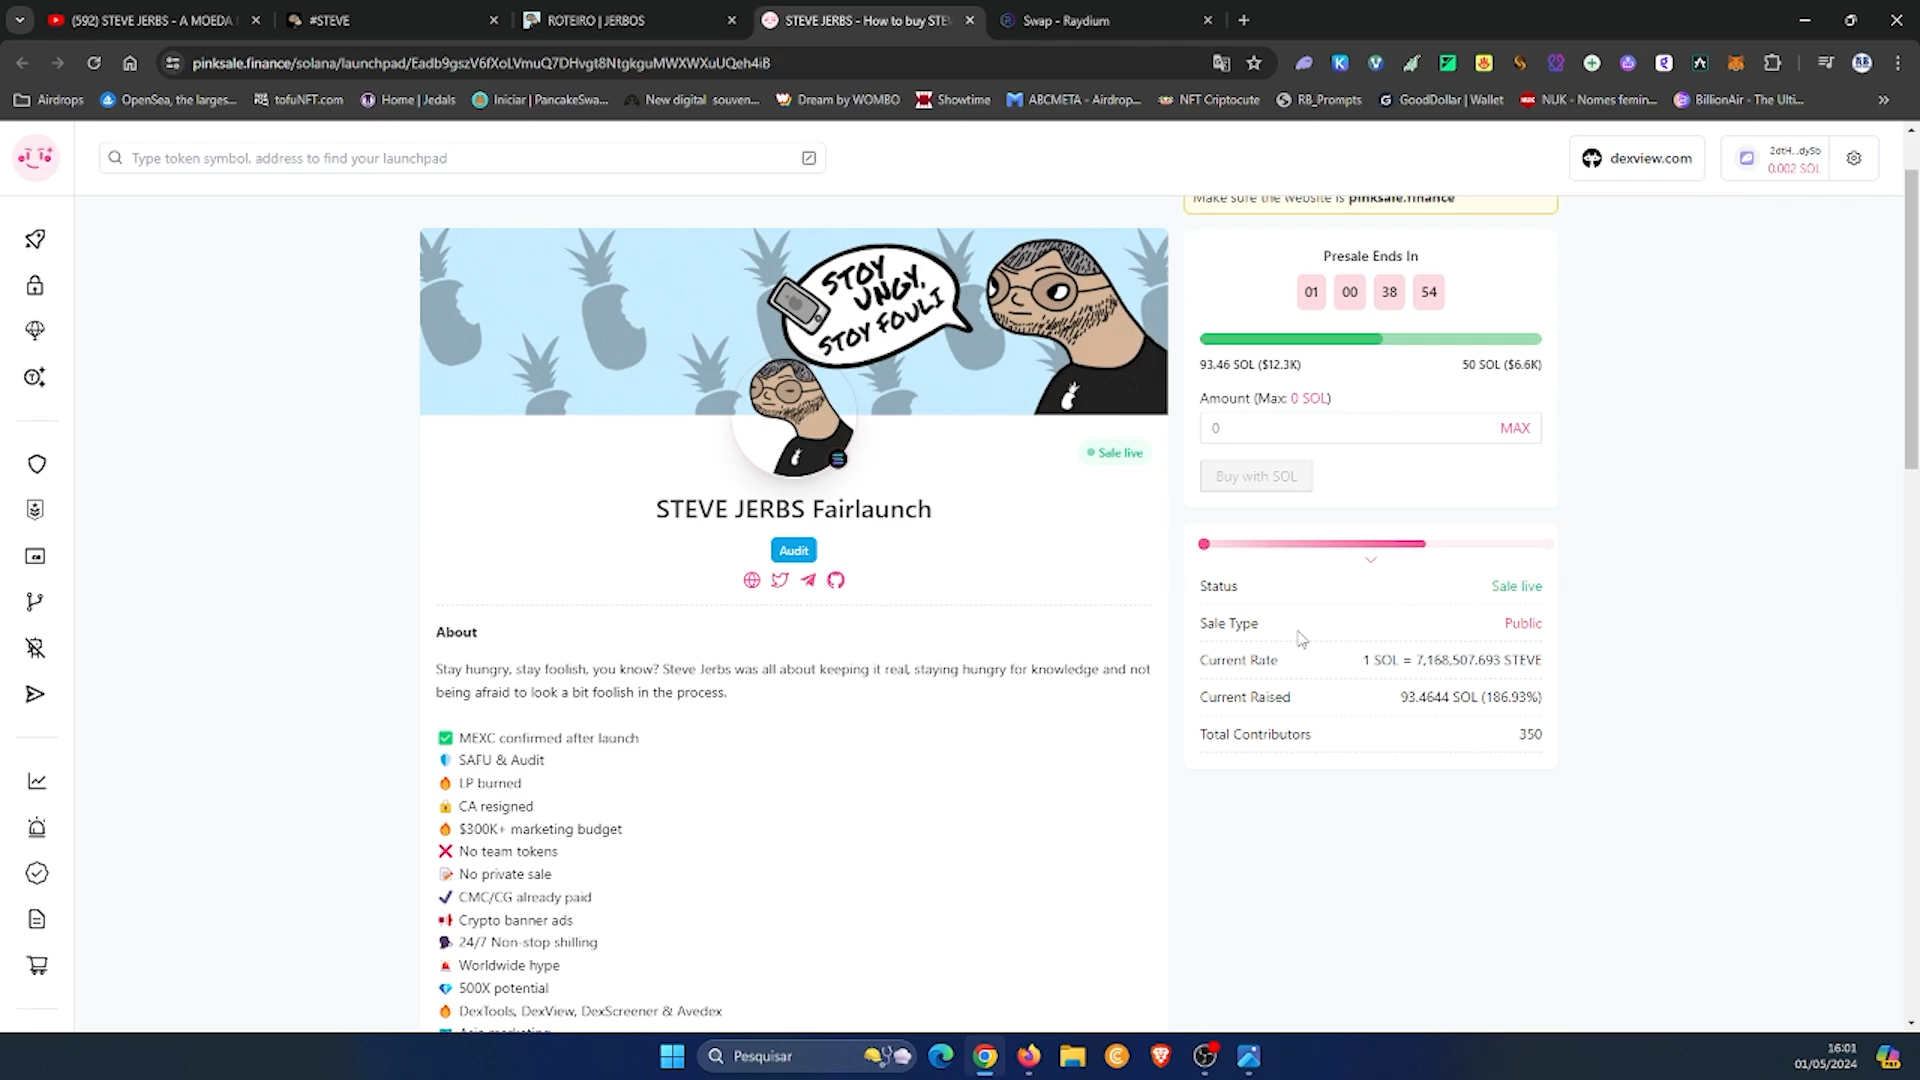 (592) STEVE JERBS - A MOEDA
#STEVE
ROTEIRO | JERBOS
STEVE JERBS - How to buy STEV
Swap - Raydium
pinksale.finance/solana/launchpad/Eadb9gszV6fXoLVmuQ7DHvgt8NtgkguMWXWXuUQeh4iB
Airdrops
OpenSea, the larges...
tofuNFT.com
Home | Jedals
Iniciar | PancakeSwa...
New digital souven...
Dream by WOMBO
Showtime
ABCMETA - Airdrop...
NFT Criptocute
RB_Prompts
GoodDollar | Wallet
NUK - Nomes femin...
BillionAir - The Ulti...
Type token symbol, address to find your launchpad
dexview.com
2dtH...dySb
0.002 SOL
Make sure the website is pinksale.finance
STOY
UNGY,
STOY FOULI
Presale Ends In
01 00 38 54
93.46 SOL ($12.3K)
50 SOL ($6.6K)
Amount (Max: 0 SOL)
0
MAX
Buy with SOL
Sale live
STEVE JERBS Fairlaunch
Audit
Status
Sale live
Sale Type
Public
Current Rate
1 SOL = 7,168,507.693 STEVE
Current Raised
93.4644 SOL (186.93%)
Total Contributors
350
About
Stay hungry, stay foolish, you know? Steve Jerbs was all about keeping it real, staying hungry for knowledge and not
being afraid to look a bit foolish in the process.
✅ MEXC confirmed after launch
SAFU & Audit
🔥 LP burned
🔒 CA resigned
🔥 $300K+ marketing budget
❌ No team tokens
📝 No private sale
✔ CMC/CG already paid
📢 Crypto banner ads
🗣 24/7 Non-stop shilling
🚨 Worldwide hype
💎 500X potential
🔥 DexTools, DexView, DexScreener & Avedex
Asia marketing
Pesquisar
16:01
01/05/2024